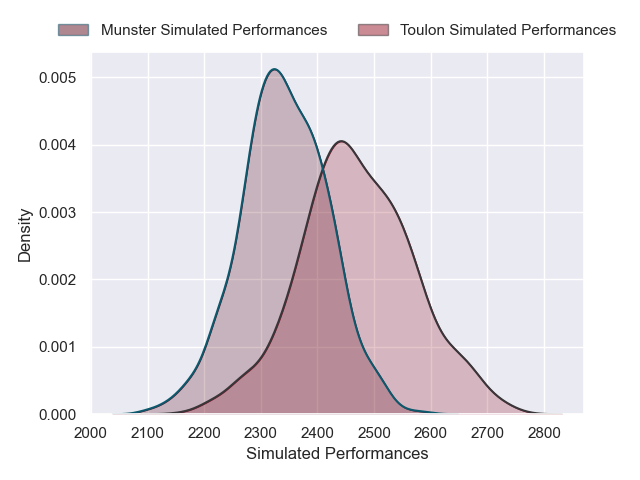 Munster Simulated Performances Toulon Simulated Performances
0.005
0.004
0.003
0.002
0.001
0.000
Density
2000 2100 2200 2300 2400 2500 2600 2700 2800
Simulated Performances